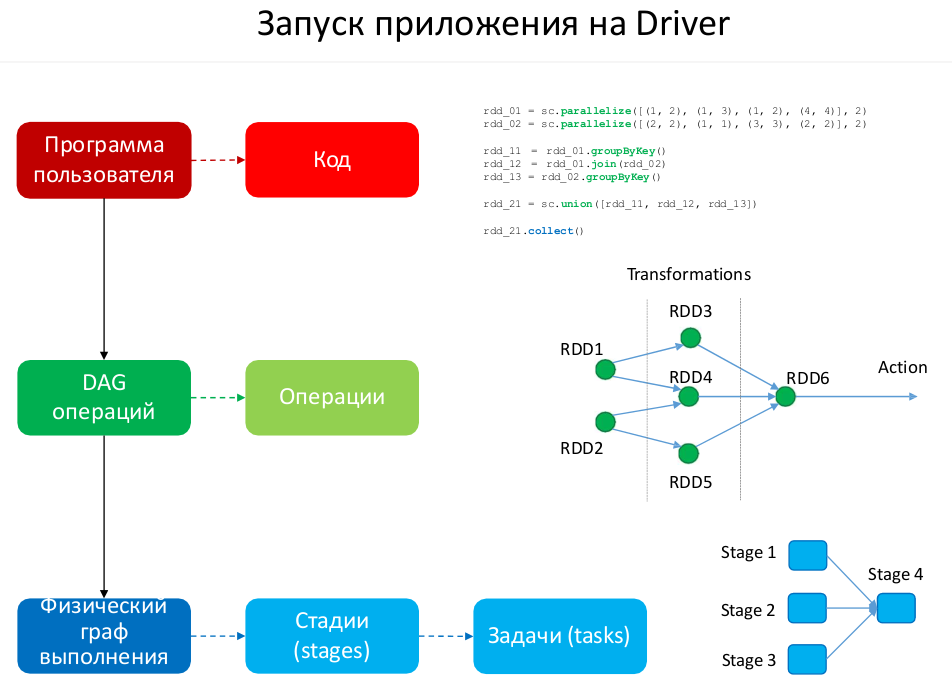 Запуск приложения на Driver
Программа
пользователя
Код
rdd_01 = sc.parallelize([(1, 2), (1, 3), (1, 2), (4, 4)], 2)
rdd_02 = sc.parallelize([(2, 2), (1, 1), (3, 3), (2, 2)], 2)
rdd_11 = rdd_01.groupByKey()
rdd_12 = rdd_01.join(rdd_02)
rdd_13 = rdd_02.groupByKey()
rdd_21 = sc.union([rdd_11, rdd_12, rdd_13])
rdd_21.collect()
DAG
операций
Операции
Transformations
RDD3
RDD1
RDD4
RDD6
Action
RDD2
RDD5
Физический
граф
выполнения
Стадии
(stages)
Задачи (tasks)
Stage 1
Stage 4
Stage 2
Stage 3